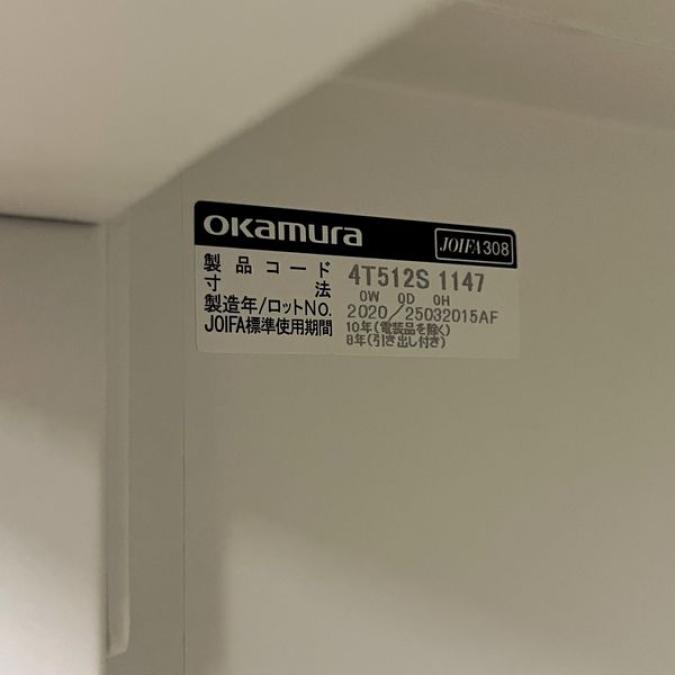 okamura JOIFA308
製品コード 4T512S 1147
寸法 0W 0D 0H
製造年/ロットNo. 2020/25032015AF
JOIFA標準使用期間 10年(電装品を除く)
8年(引き出し付き)